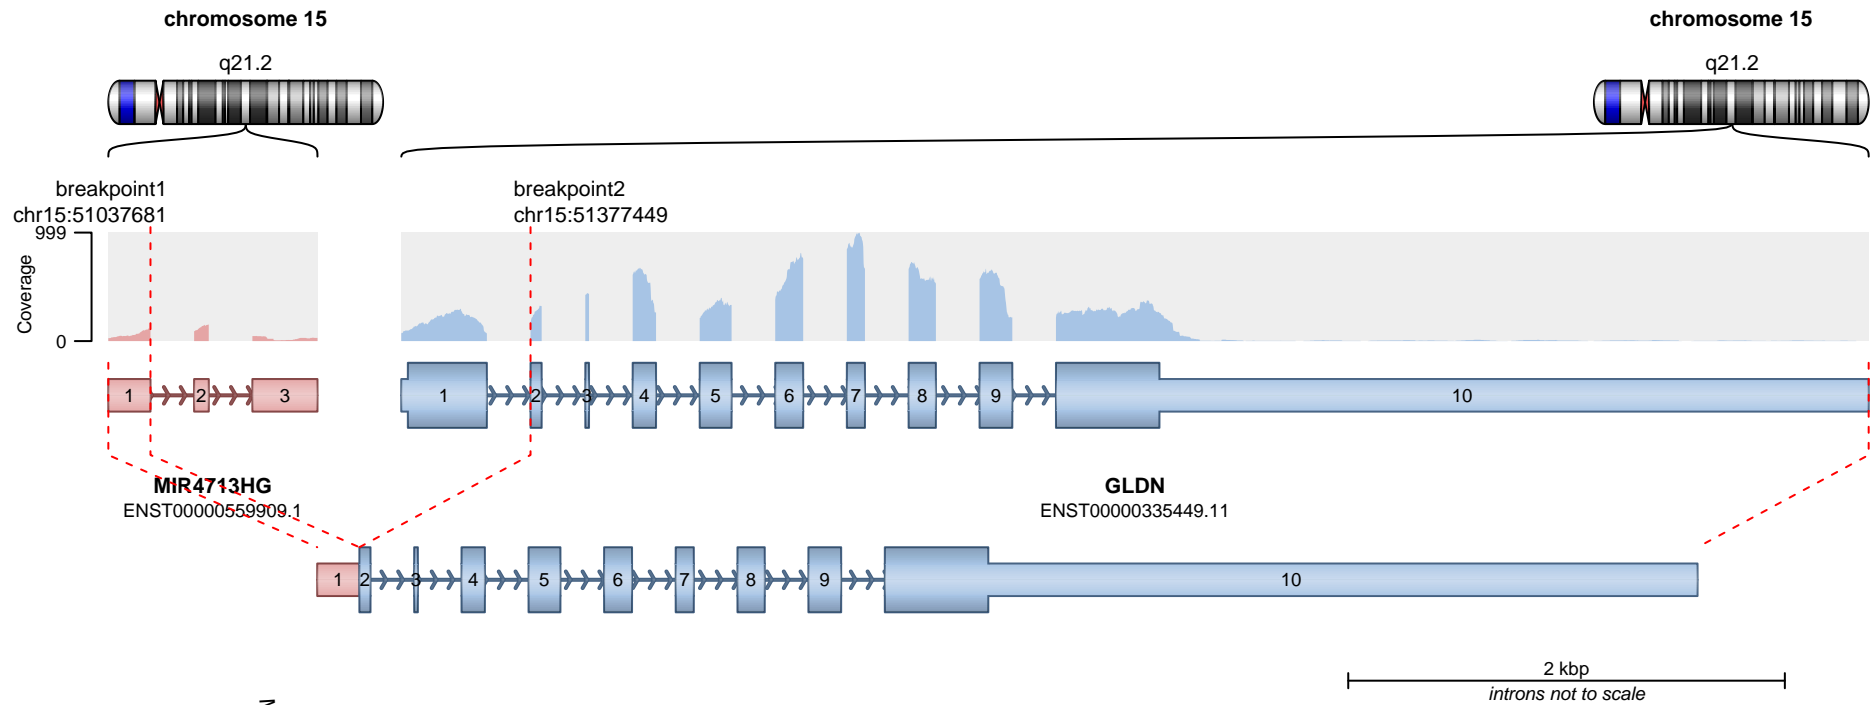 chromosome 15
chromosome 15
q21.2
q21.2
breakpoint1
chr15:51037681
breakpoint2
chr15:51377449
999
Coverage
0
1 2 3
1 2 3 4 5 6 7 8 9 10
MIR4713HG
ENST00000559909.1
GLDN
ENST00000335449.11
1 2 3 4 5 6 7 8 9 10
2 kbp
introns not to scale